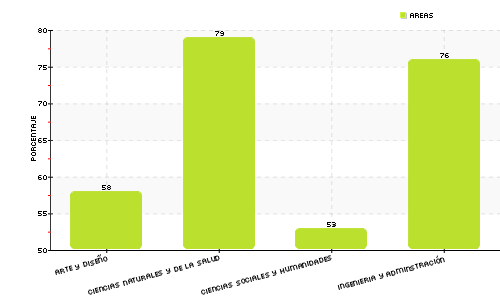 AREAS
80
75
70
65
60
55
50
PORCENTAJE
58
79
53
76
ARTE Y DISEÑO
CIENCIAS NATURALES Y DE LA SALUD
CIENCIAS SOCIALES Y HUMANIDADES
INGENIERIA Y ADMINSTRACIÓN